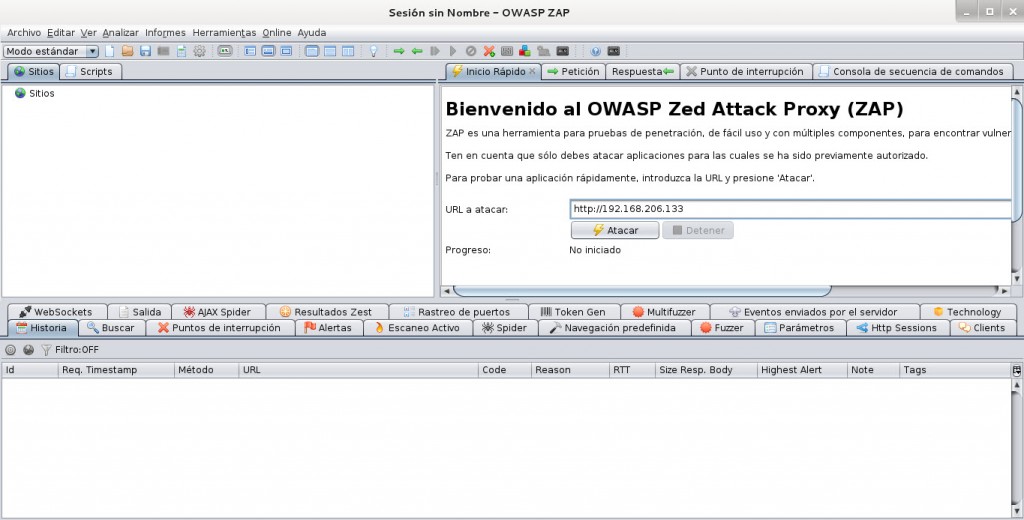 Sesión sin Nombre - OWASP ZAP
Archivo Editar Ver Analizar Informes Herramientas Online Ayuda
Modo estándar
Sitios Scripts
Sitios
Inicio Rápido Petición Respuesta Punto de interrupción Consola de secuencia de comandos
Bienvenido al OWASP Zed Attack Proxy (ZAP)
ZAP es una herramienta para pruebas de penetración, de fácil uso y con múltiples componentes, para encontrar vulner
Ten en cuenta que sólo debes atacar aplicaciones para las cuales se ha sido previamente autorizado.
Para probar una aplicación rápidamente, introduzca la URL y presione 'Atacar'.
URL a atacar: http://192.168.206.133
Atacar Detener
Progreso: No iniciado
WebSockets Salida AJAX Spider Resultados Zest Rastreo de puertos Token Gen Multifuzzer Eventos enviados por el servidor Technology
Historia Buscar Puntos de interrupción Alertas Escaneo Activo Spider Navegación predefinida Fuzzer Parámetros Http Sessions Clients
Filtro:OFF
Id Req. Timestamp Método URL Code Reason RTT Size Resp. Body Highest Alert Note Tags